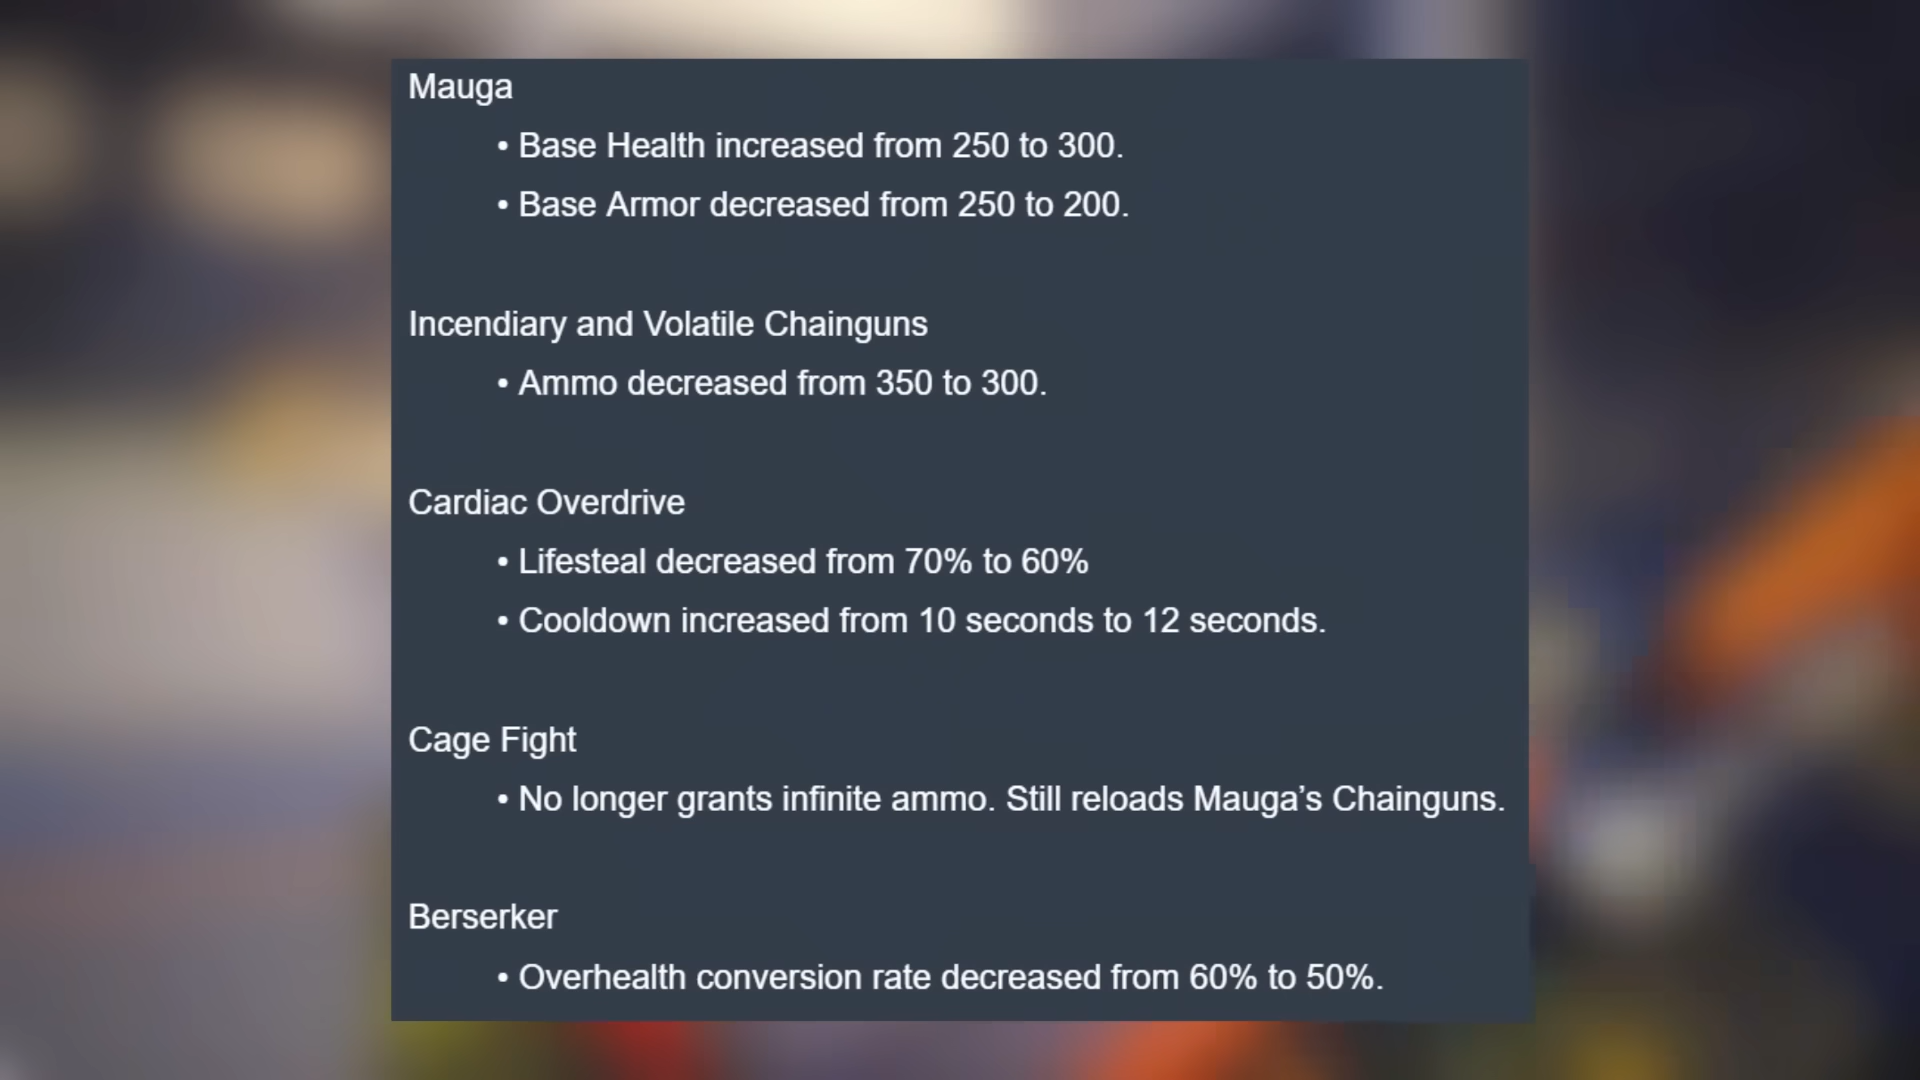 Mauga
• Base Health increased from 250 to 300.
• Base Armor decreased from 250 to 200.
Incendiary and Volatile Chainguns
• Ammo decreased from 350 to 300.
Cardiac Overdrive
• Lifesteal decreased from 70% to 60%
• Cooldown increased from 10 seconds to 12 seconds.
Cage Fight
• No longer grants infinite ammo. Still reloads Mauga’s Chainguns.
Berserker
• Overhealth conversion rate decreased from 60% to 50%.